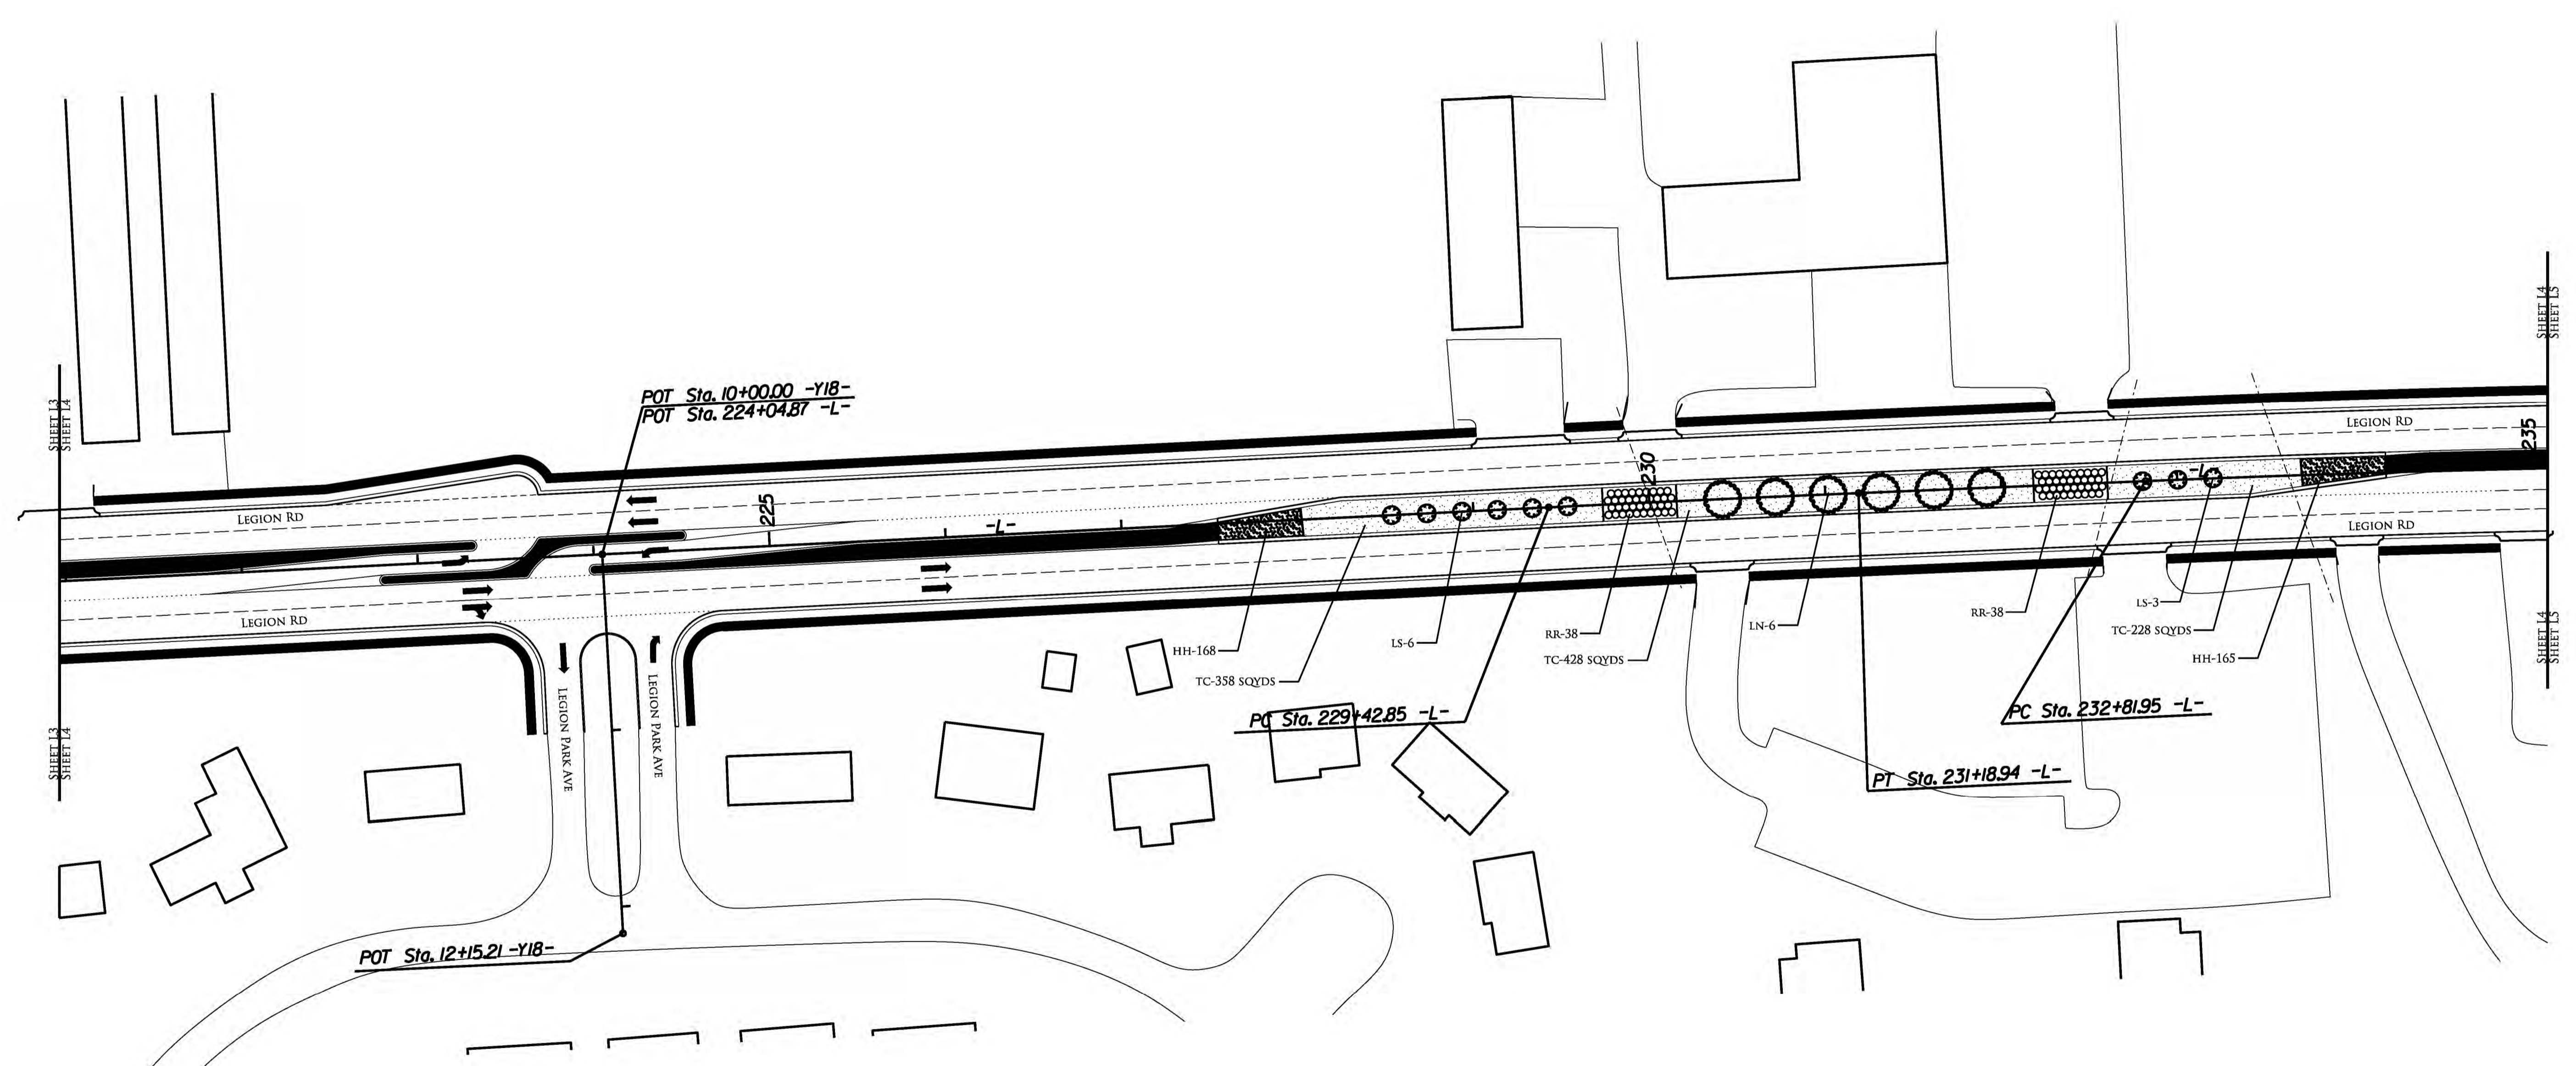 SHEET L3
SHEET L4
SHEET L4
SHEET L5
POT Sta. 10+00.00 -Y18-
POT Sta. 224+04.87 -L-
LEGION RD
LEGION RD
235
230
225
-L-
-L-
LEGION RD
LEGION RD
HH-168
TC-358 SQYDS
LS-6
RR-38
TC-428 SQYDS
LN-6
RR-38
LS-3
TC-228 SQYDS
HH-165
SHEET L4
SHEET L5
LEGION PARK AVE
LEGION PARK AVE
PC Sta. 229+42.85 -L-
PC Sta. 232+81.95 -L-
SHEET L3
SHEET L4
PT Sta. 231+18.94 -L-
POT Sta. 12+15.21 -Y18-